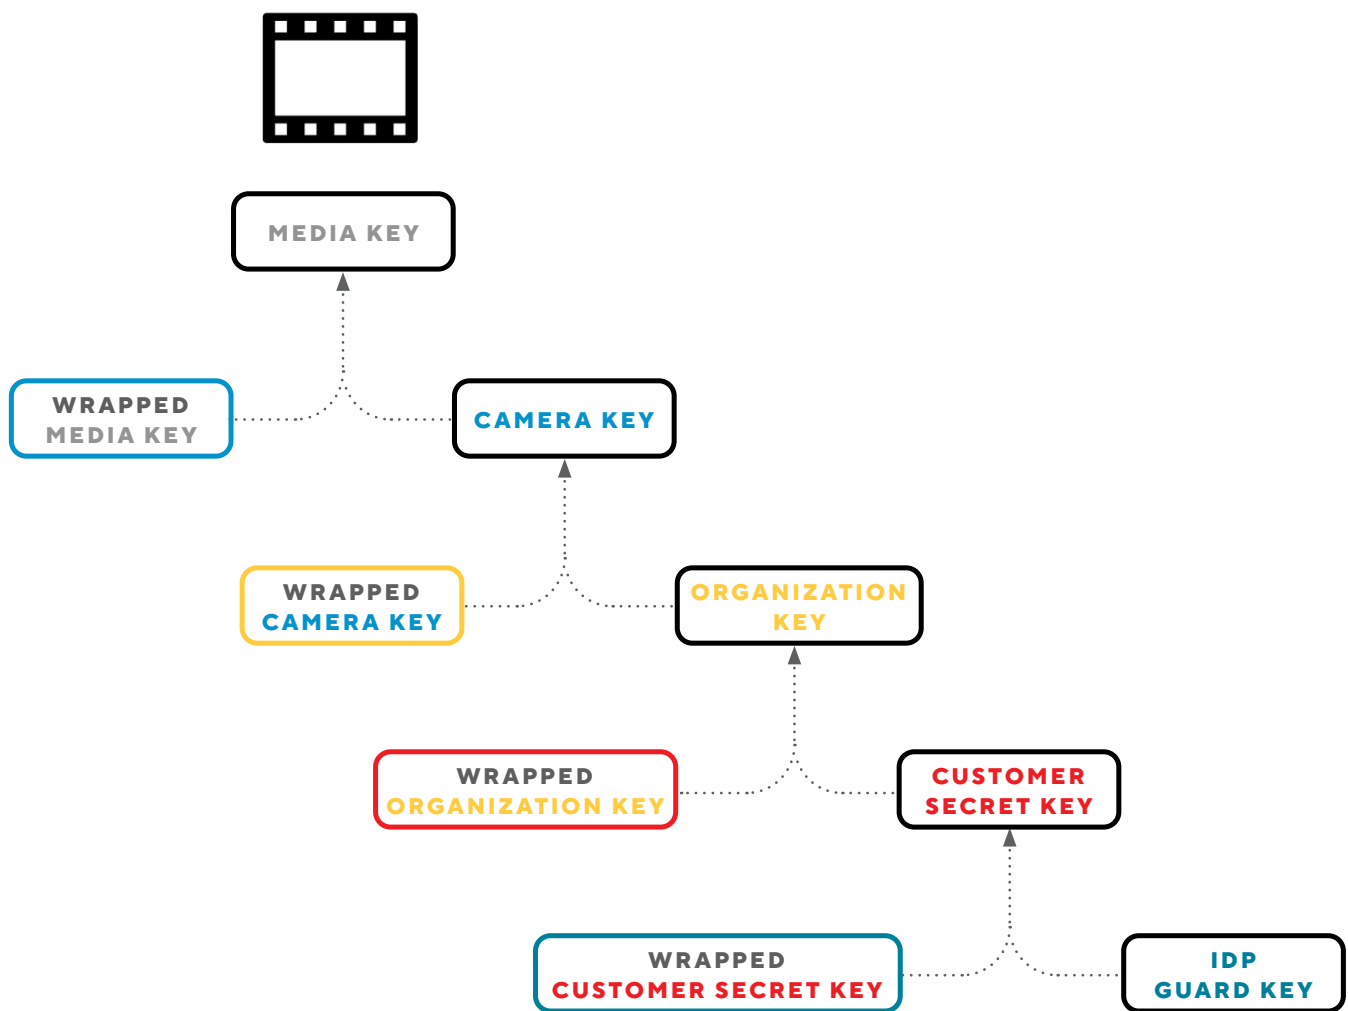 MEDIA KEY
WRAPPED
MEDIA KEY
CAMERA KEY
WRAPPED
CAMERA KEY
ORGANIZATION
KEY
WRAPPED
ORGANIZATION KEY
CUSTOMER
SECRET KEY
WRAPPED
CUSTOMER SECRET KEY
IDP
GUARD KEY